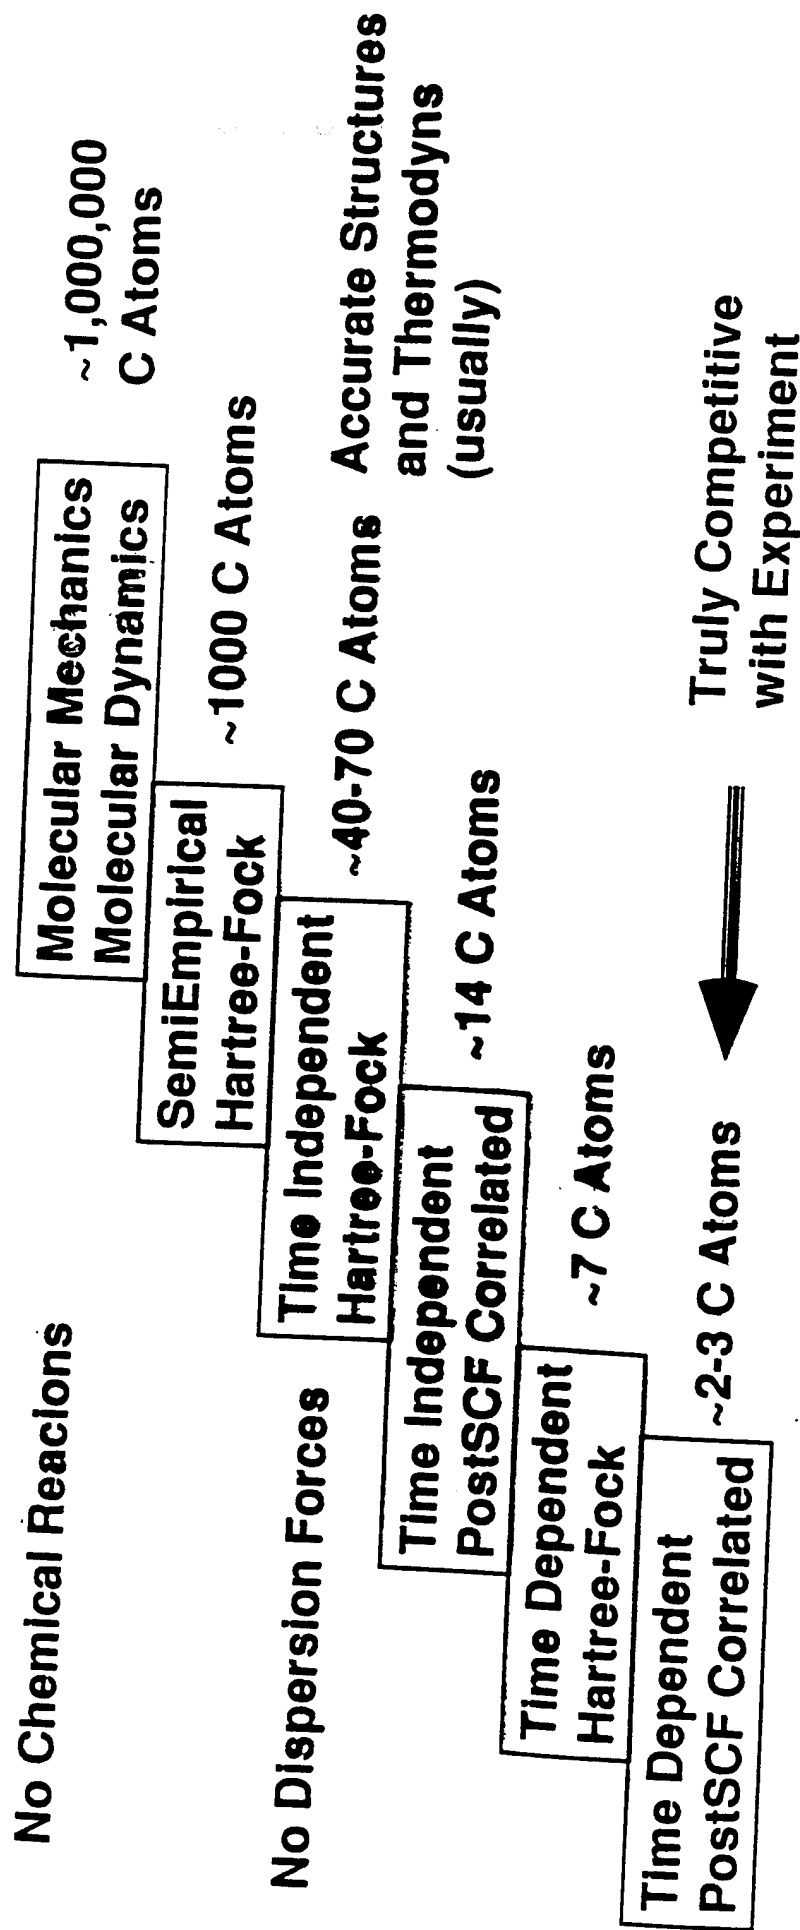 No Chemical Reacions
Molecular Mechanics
Molecular Dynamics
~1,000,000
C Atoms
SemiEmpirical
Hartree-Fock
~1000 C Atoms
No Dispersion Forces
Time Independent
Hartree-Fock
~40-70 C Atoms
Accurate Structures
and Thermodyns
(usually)
Time Independent
PostSCF Correlated
~14 C Atoms
Time Dependent
Hartree-Fock
~7 C Atoms
Time Dependent
PostSCF Correlated
~2-3 C Atoms
Truly Competitive
with Experiment